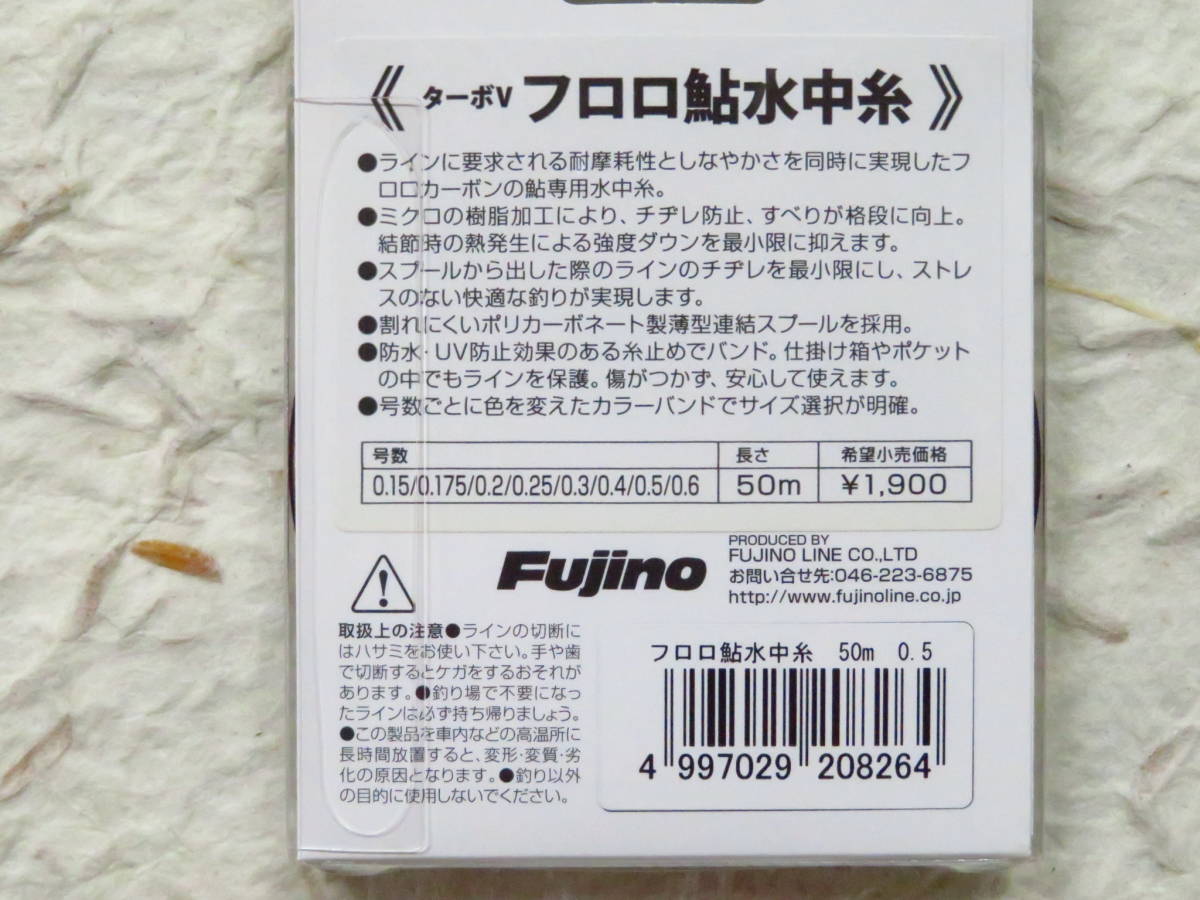 《 ターボV フロロ鮎水中糸 》
●ラインに要求される耐摩耗性としなやかさを同時に実現したフ
ロロカーボンの鮎専用水中糸。
●ミクロの樹脂加工により、チヂレ防止、すべりが格段に向上。
結節時の熱発生による強度ダウンを最小限に抑えます。
●スプールから出した際のラインのチヂレを最小限にし、ストレ
スのない快適な釣りが実現します。
●割れにくいポリカーボネート製薄型連結スプールを採用。
●防水・UV防止効果のある糸止めでバンド。仕掛け箱やポケット
の中でもラインを保護。傷がつかず、安心して使えます。
●号数ごとに色を変えたカラーバンドでサイズ選択が明確。
号数 長さ 希望小売価格
0.15/0.175/0.2/0.25/0.3/0.4/0.5/0.6 50m ¥1,900
Fujino
PRODUCED BY
FUJINO LINE CO.,LTD
お問い合せ先:046-223-6875
http://www.fujinoline.co.jp
取扱上の注意●ラインの切断に
はハサミをお使い下さい。手や歯
で切断するとケガをするおそれが
あります。●釣り場で不要になっ
たラインは必ず持ち帰りましょう。
●この製品を車内などの高温所に
長時間放置すると、変形・変質・劣
化の原因となります。●釣り以外
の目的に使用しないでください。
フロロ鮎水中糸 50m 0.5
4 997029 208264